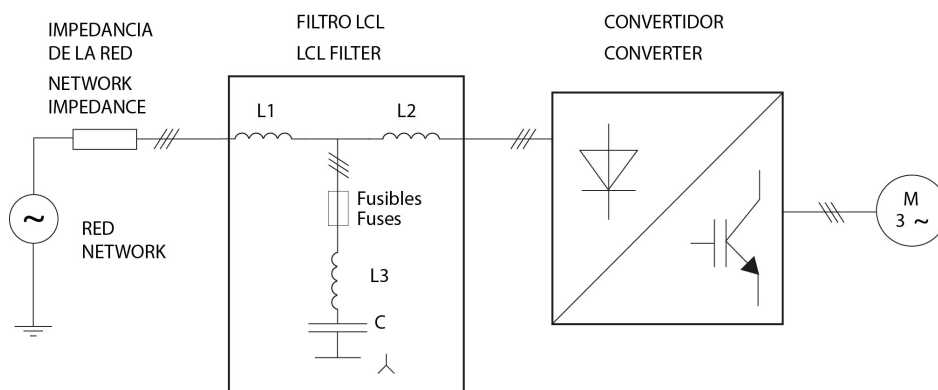 IMPEDANCIA
DE LA RED
NETWORK
IMPEDANCE
FILTRO LCL
LCL FILTER
CONVERTIDOR
CONVERTER
L1
L2
Fusibles
Fuses
L3
C
RED
NETWORK
~
M
3 ~